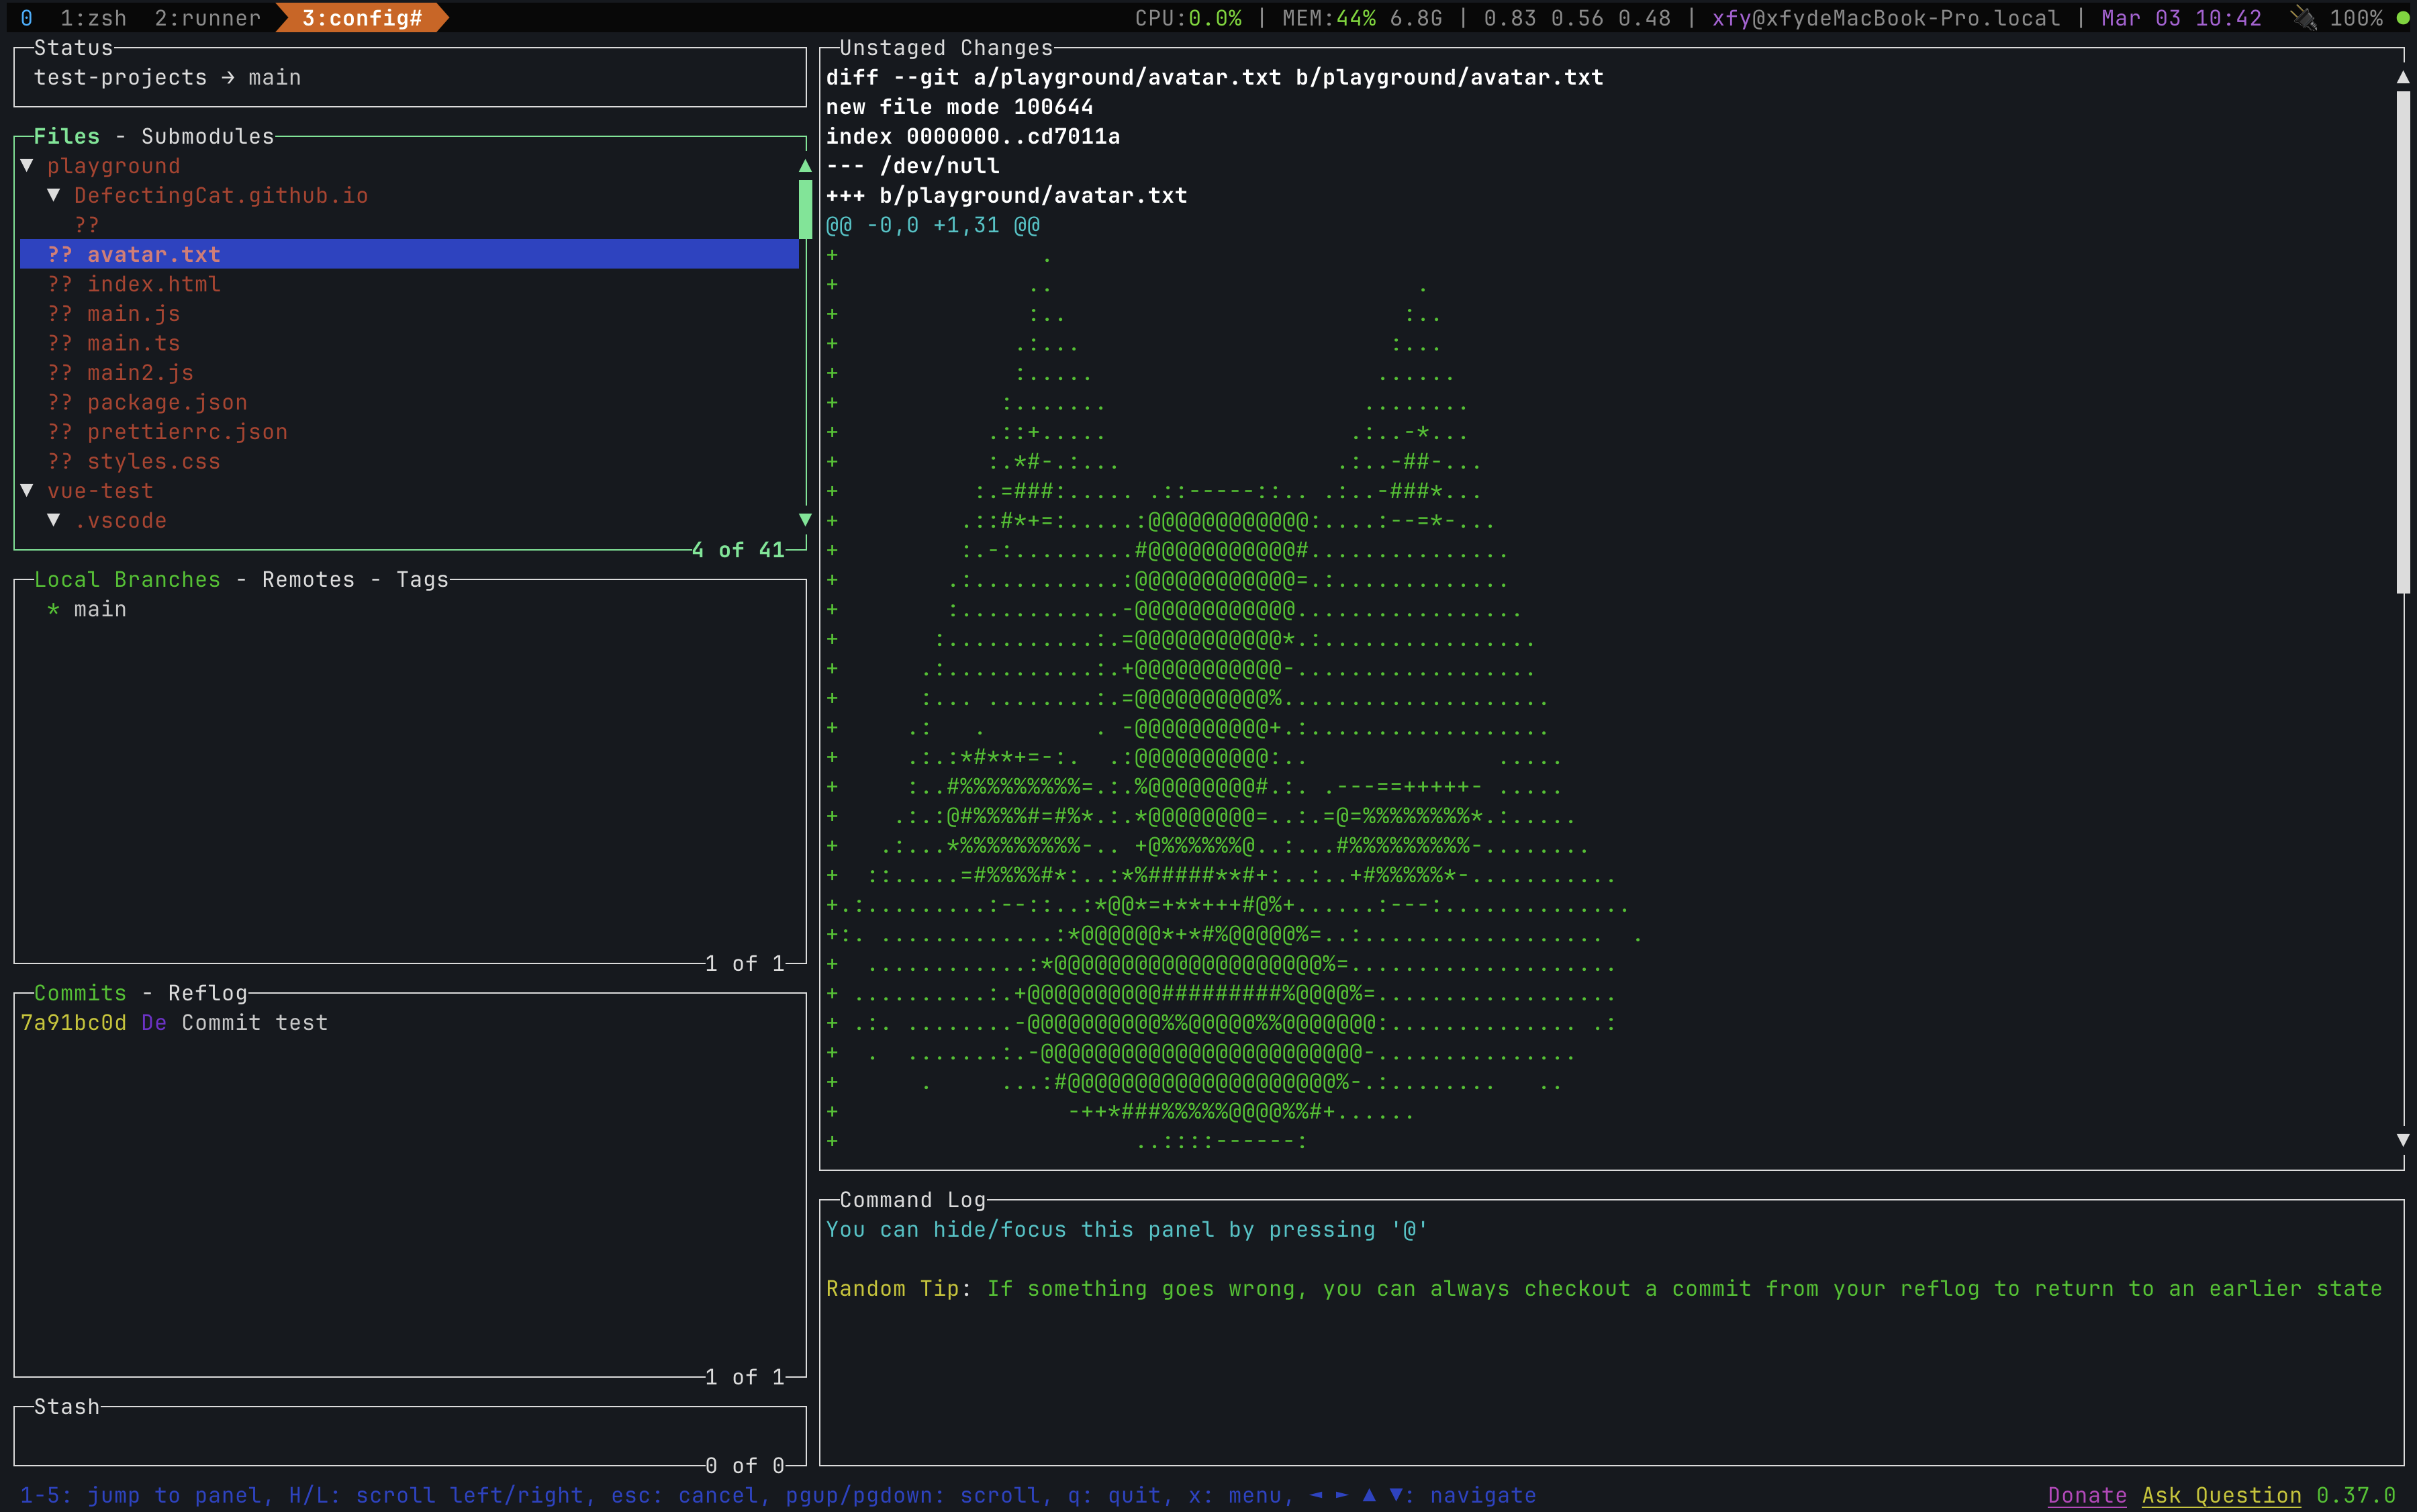 0 1:zsh 2:runner 3:config# CPU:0.0% | MEM:44% 6.8G | 0.83 0.56 0.48 | xfy@xfydeMacBook-Pro.local | Mar 03 10:42 100%
Status
test-projects → main
Files - Submodules
▼ playground
▼ DefectingCat.github.io
??
?? avatar.txt
?? index.html
?? main.js
?? main.ts
?? main2.js
?? package.json
?? prettierrc.json
?? styles.css
▼ vue-test
▼ .vscode
4 of 41
Local Branches - Remotes - Tags
* main
1 of 1
Commits - Reflog
7a91bc0d De Commit test
1 of 1
Stash
0 of 0
Unstaged Changes
diff --git a/playground/avatar.txt b/playground/avatar.txt
new file mode 100644
index 0000000..cd7011a
--- /dev/null
+++ b/playground/avatar.txt
@@ -0,0 +1,31 @@
Command Log
You can hide/focus this panel by pressing '@'
Random Tip: If something goes wrong, you can always checkout a commit from your reflog to return to an earlier state
1-5: jump to panel, H/L: scroll left/right, esc: cancel, pgup/pgdown: scroll, q: quit, x: menu, ◄ ► ▲ ▼: navigate Donate Ask Question 0.37.0